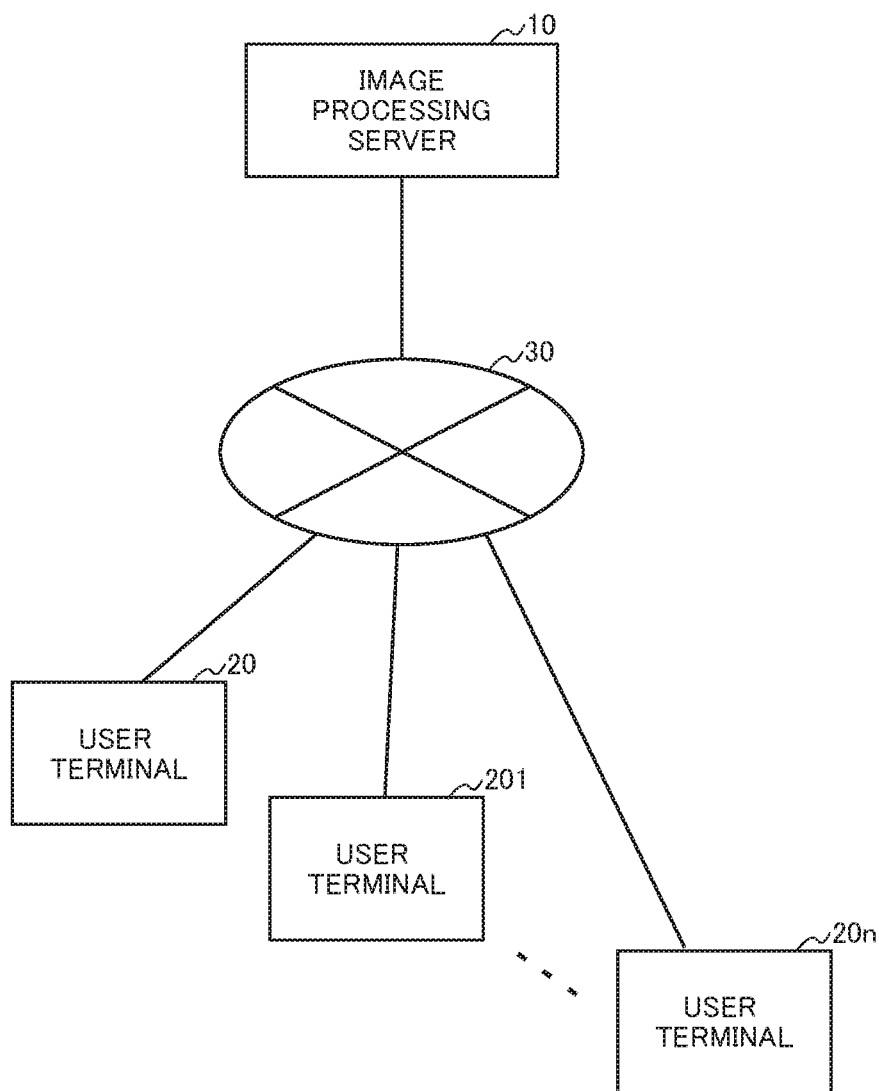 10
IMAGE
PROCESSING
SERVER
30
20
USER
TERMINAL
201
USER
TERMINAL
20n
USER
TERMINAL